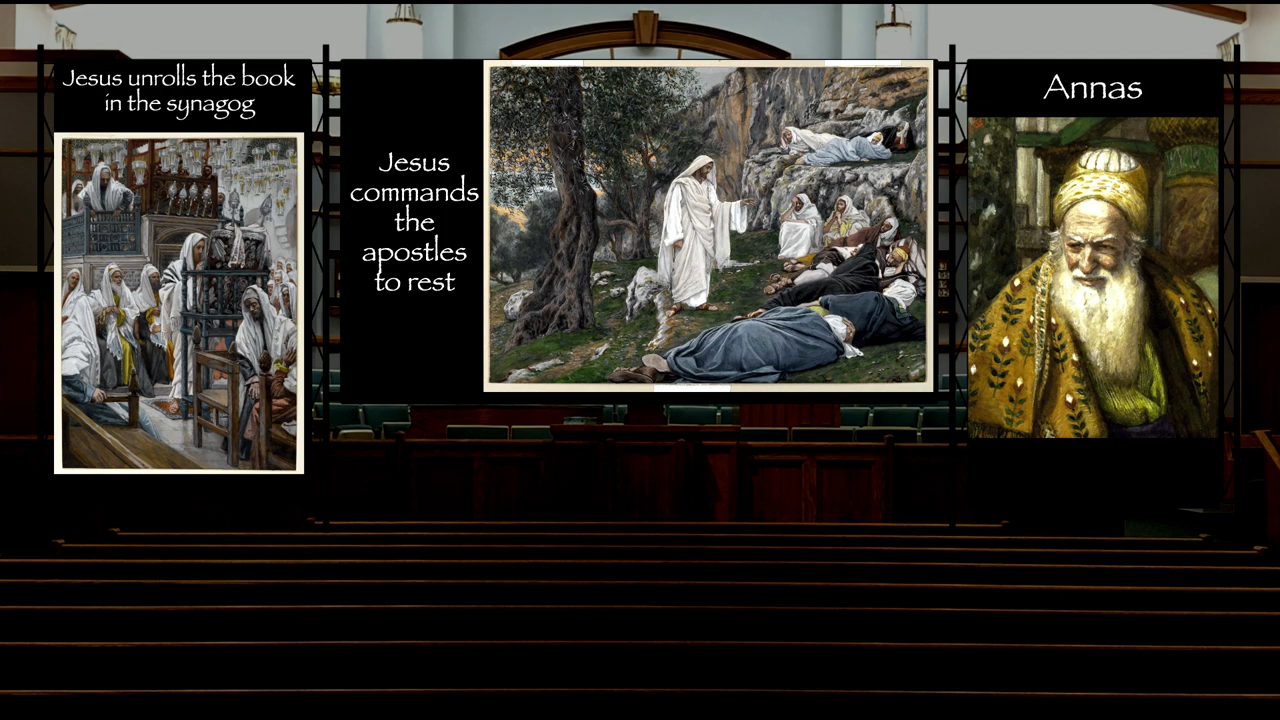 Jesus unrolls the book
in the synagog
Jesus
commands
the
apostles
to rest
Annas